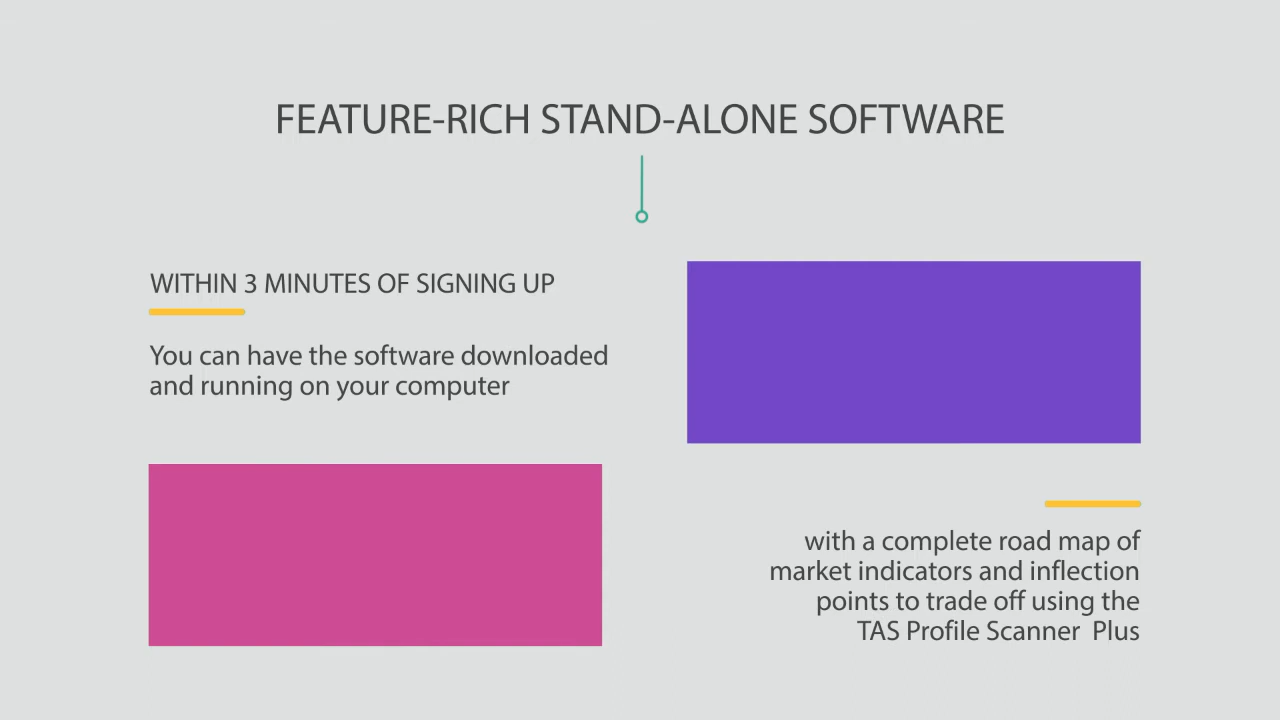 FEATURE-RICH STAND-ALONE SOFTWARE
WITHIN 3 MINUTES OF SIGNING UP
You can have the software downloaded
and running on your computer
with a complete road map of
market indicators and inflection
points to trade off using the
TAS Profile Scanner  Plus